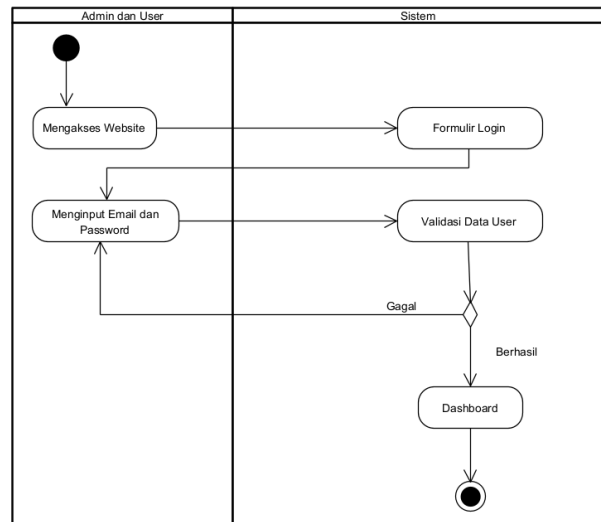 Admin dan User
Sistem
Mengakses Website
Formulir Login
Menginput Email dan
Password
Validasi Data User
Gagal
Berhasil
Dashboard